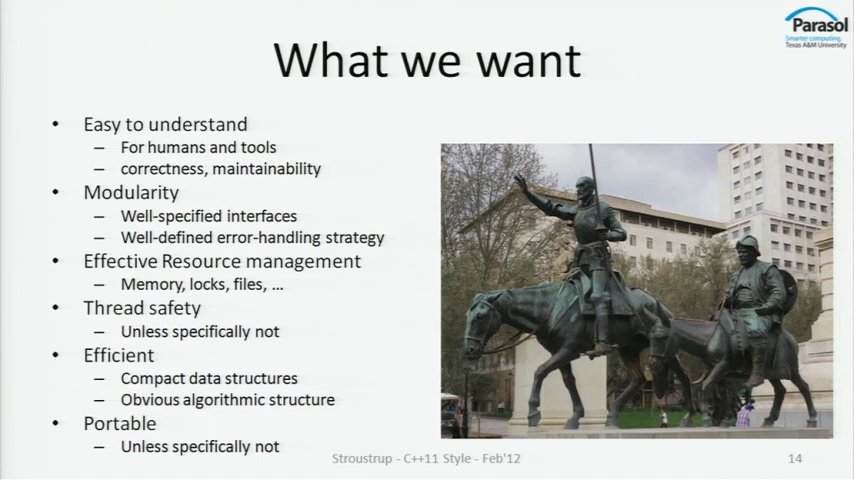 Parasol
Smarter computing.
Texas A&M University
What we want
• Easy to understand
– For humans and tools
– correctness, maintainability
• Modularity
– Well-specified interfaces
– Well-defined error-handling strategy
• Effective Resource management
– Memory, locks, files, ...
• Thread safety
– Unless specifically not
• Efficient
– Compact data structures
– Obvious algorithmic structure
• Portable
– Unless specifically not
Stroustrup - C++11 Style - Feb'12
14